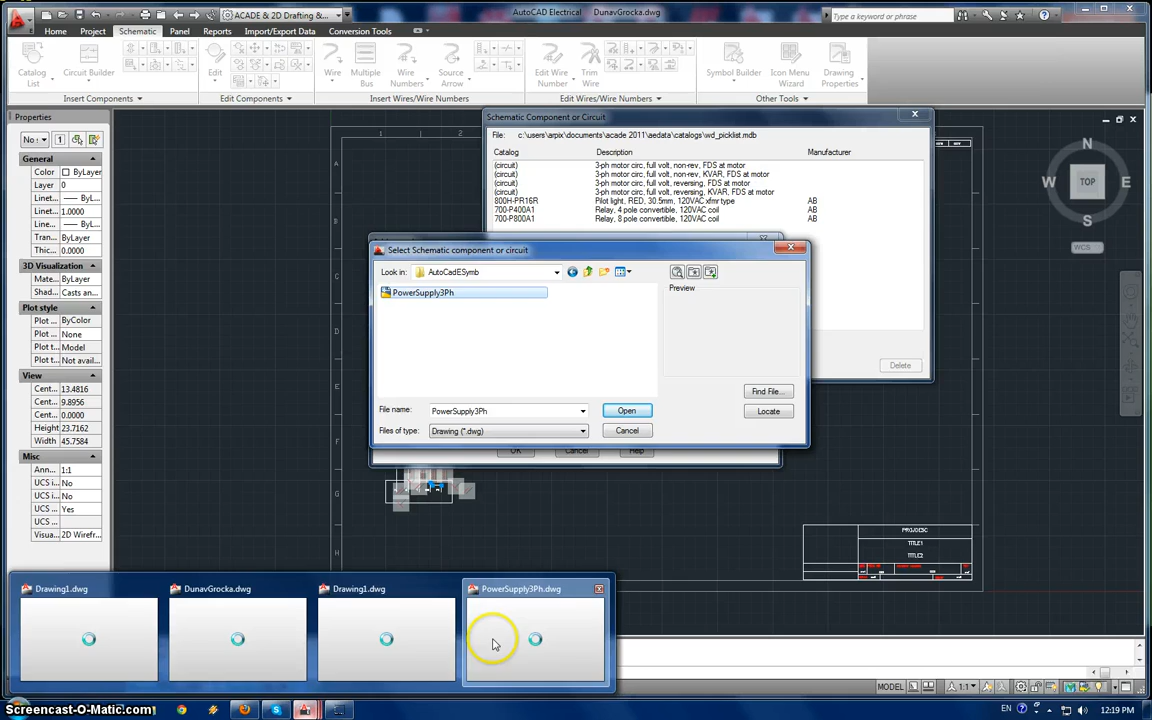 ACADE & 2D Drafting &... AutoCAD Electrical DunavGrocka.dwg Type a keyword or phrase
Home Project Schematic Panel Reports Import/Export Data Conversion Tools
Catalog List Circuit Builder Edit Wire Multiple Bus Wire Numbers Source Arrow Edit Wire Number Trim Wire Symbol Builder Icon Menu Wizard Drawing Properties
Insert Components Edit Components Insert Wires/Wire Numbers Edit Wires/Wire Numbers Other Tools
Properties
No s
General
Color ByLayer
Layer 0
Linet... ByL...
Linet... 1.0000
Linet... ByL...
Tran... ByLayer
Thic... 0.0000
3D Visualization
Mate... ByLayer
Sha... Casts an...
Plot style
Plot ... ByColor
Plot ... None
Plot ... Model
Plot t... Not avail...
View
Cent... 13.4816
Cent... 9.8956
Cent... 0.0000
Height 23.7162
Width 45.7584
Misc
Ann... 1:1
UCS i... No
UCS ... No
UCS ... Yes
UCS ...
Visua... 2D Wirefr...
1 2
A
B
C
D
E
F
G
H
Schematic Component or Circuit
File: c:\users\arpix\documents\acade 2011\aedata\catalogs\wd_picklist.mdb
Catalog Description Manufacturer
(circuit) 3-ph motor circ, full volt, non-rev, FDS at motor
(circuit) 3-ph motor circ, full volt, non-rev, KVAR, FDS at motor
(circuit) 3-ph motor circ, full volt, reversing, FDS at motor
(circuit) 3-ph motor circ, full volt, reversing, KVAR, FDS at motor
800H-PR16R Pilot light, RED, 30.5mm, 120VAC xfmr type AB
700-P400A1 Relay, 4 pole convertible, 120VAC coil AB
700-P800A1 Relay, 8 pole convertible, 120VAC coil AB
Delete
Select Schematic component or circuit
Look in: AutoCadESymb
PowerSupply3Ph
Preview
Find File...
Locate
File name: PowerSupply3Ph Open
Files of type: Drawing (*.dwg) Cancel
OK Cancel Help
N
W TOP E
S
WCS
TITLE1
TITLE2
Drawing1.dwg DunavGrocka.dwg Drawing1.dwg PowerSupply3Ph.dwg
MODEL 1:1
Screencast-O-Matic.com EN 12:19 PM